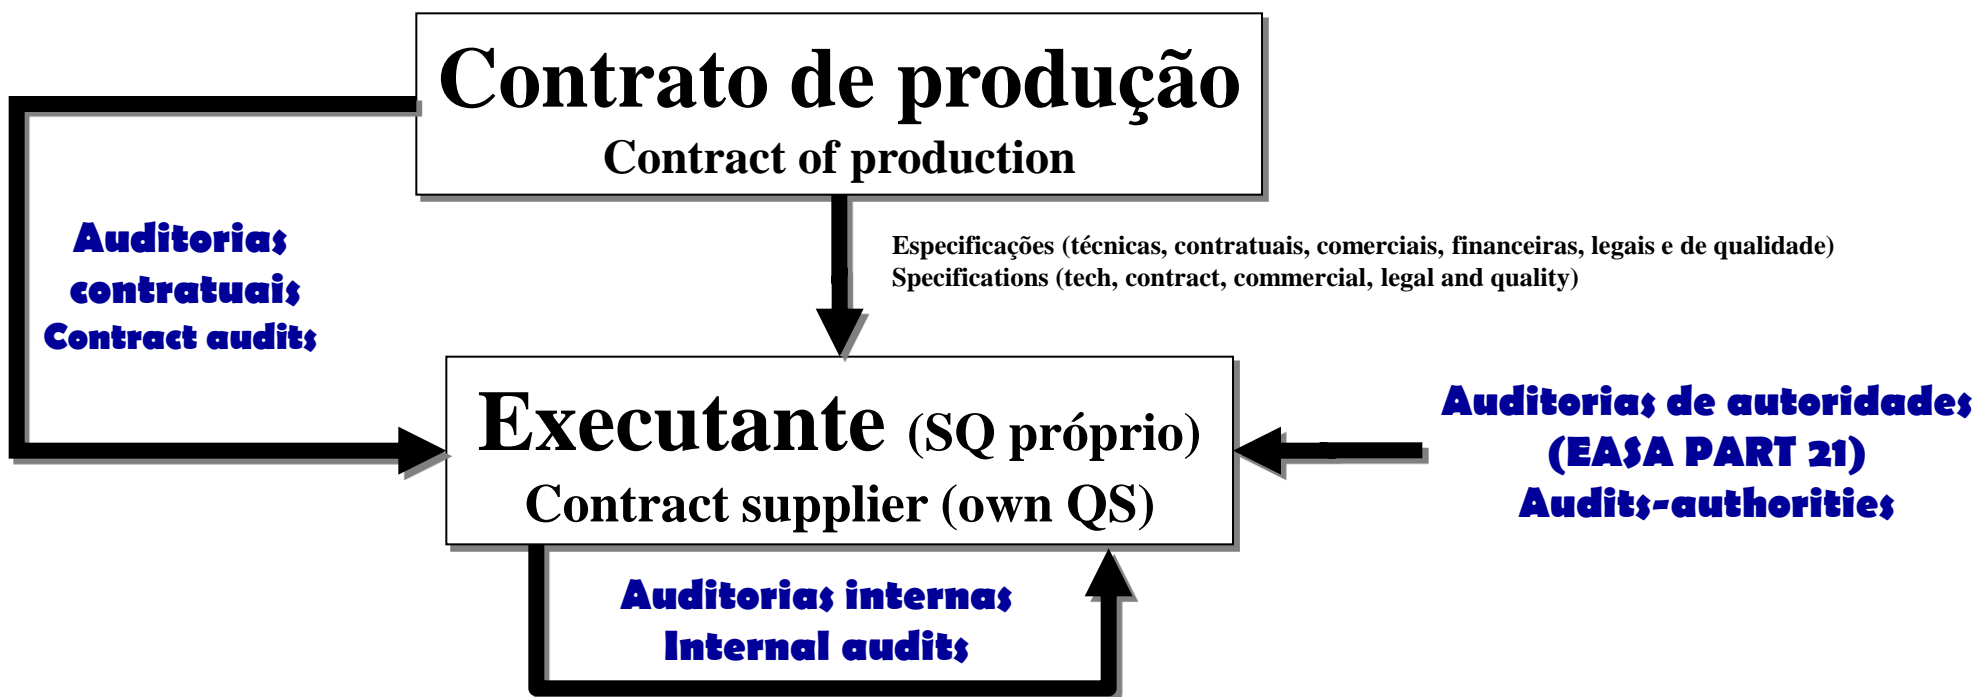 Contrato de produção
Contract of production
Auditorias
contratuais
Contract audits
Especificações (técnicas, contratuais, comerciais, financeiras, legais e de qualidade)
Specifications (tech, contract, commercial, legal and quality)
Executante (SQ próprio)
Contract supplier (own QS)
Auditorias de autoridades
(EASA PART 21)
Audits-authorities
Auditorias internas
Internal audits